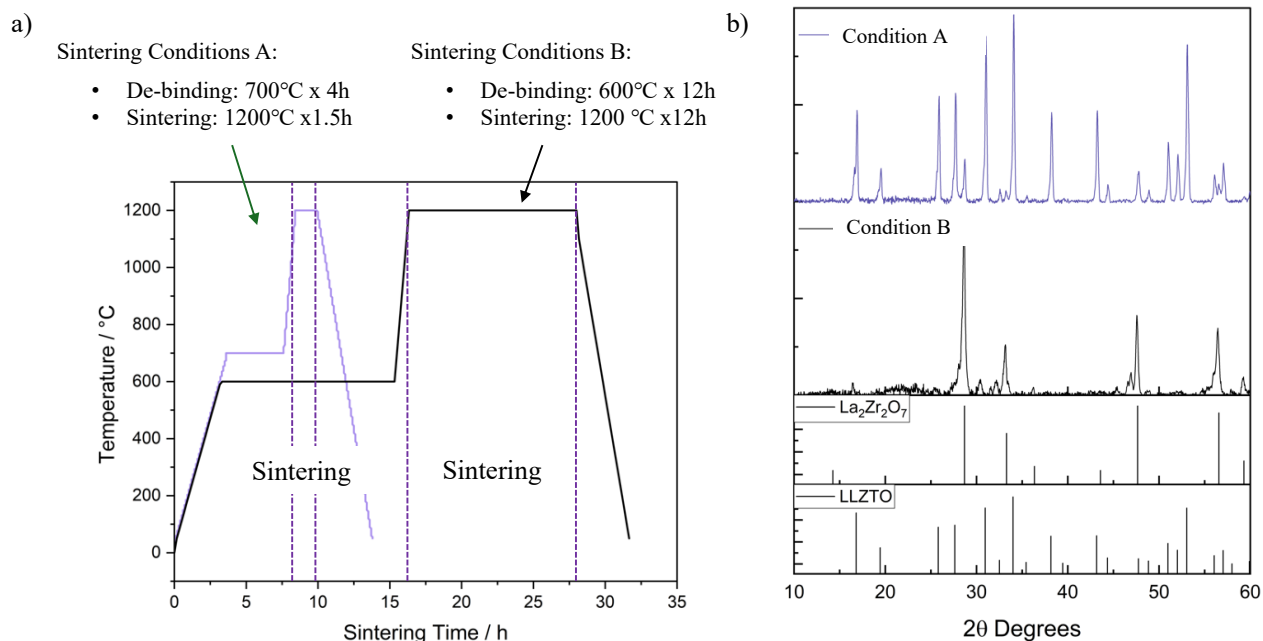 a)
Sintering Conditions A:
• De-binding: 700℃ x 4h
• Sintering: 1200℃ x1.5h
Sintering Conditions B:
• De-binding: 600℃ x 12h
• Sintering: 1200 ℃ x12h
1200
1000
800
600
400
200
0
Temperature / °C
Sintering
Sintering
0 5 10 15 20 25 30 35
Sintering Time / h
b)
Condition A
Condition B
La₂Zr₂O₇
LLZTO
10 20 30 40 50 60
2θ Degrees